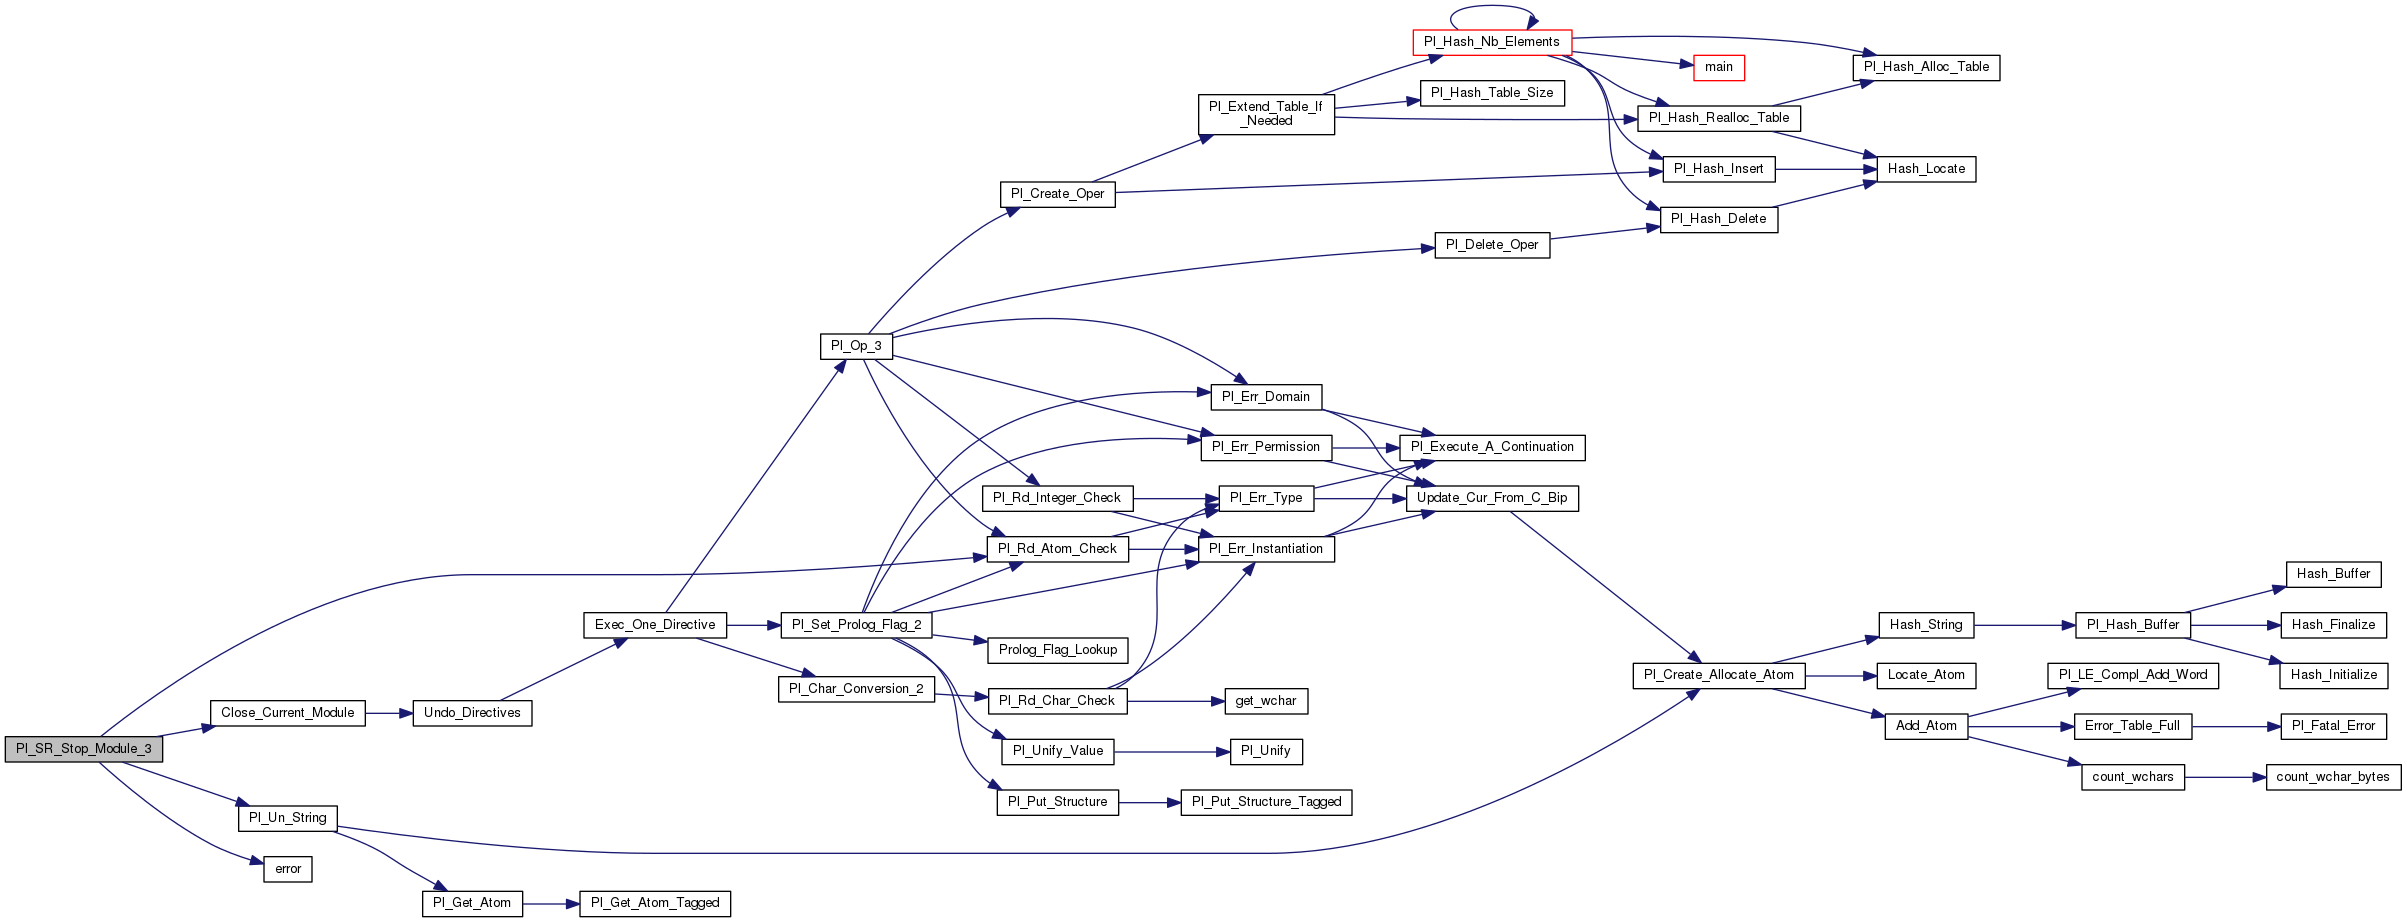 Pl_Hash_Nb_Elements
main
Pl_Hash_Alloc_Table
Pl_Hash_Table_Size
Pl_Extend_Table_If
_Needed
Pl_Hash_Realloc_Table
Pl_Hash_Insert
Hash_Locate
Pl_Create_Oper
Pl_Hash_Delete
Pl_Delete_Oper
Pl_Op_3
Pl_Err_Domain
Pl_Err_Permission
Pl_Execute_A_Continuation
Pl_Rd_Integer_Check
Pl_Err_Type
Update_Cur_From_C_Bip
Pl_Rd_Atom_Check
Pl_Err_Instantiation
Hash_Buffer
Exec_One_Directive
Pl_Set_Prolog_Flag_2
Hash_String
Pl_Hash_Buffer
Hash_Finalize
Prolog_Flag_Lookup
Pl_Create_Allocate_Atom
Locate_Atom
Pl_LE_Compl_Add_Word
Hash_Initialize
Pl_Char_Conversion_2
Pl_Rd_Char_Check
get_wchar
Close_Current_Module
Undo_Directives
Add_Atom
Error_Table_Full
Pl_Fatal_Error
Pl_SR_Stop_Module_3
Pl_Unify_Value
Pl_Unify
count_wchars
count_wchar_bytes
Pl_Put_Structure
Pl_Put_Structure_Tagged
Pl_Un_String
error
Pl_Get_Atom
Pl_Get_Atom_Tagged